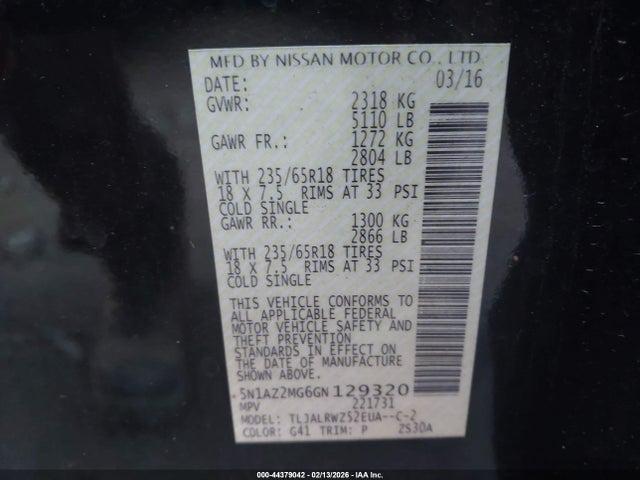 MFD BY NISSAN MOTOR CO., LTD
DATE: 03/16
GVWR: 2318 KG
5110 LB
GAWR FR.: 1272 KG
2804 LB
WITH 235/65R18 TIRES
18 X 7.5 RIMS AT 33 PSI
COLD SINGLE
GAWR RR.: 1300 KG
2866 LB
WITH 235/65R18 TIRES
18 X 7.5 RIMS AT 33 PSI
COLD SINGLE
THIS VEHICLE CONFORMS TO
ALL APPLICABLE FEDERAL
MOTOR VEHICLE SAFETY AND
THEFT PREVENTION
STANDARDS IN EFFECT ON
THE DATE OF MANUFACTURE
SHOWN ABOVE.
5N1AZ2MG6GN129320
MPV 221731
MODEL: TLJALRWZ52EUA--C-2
COLOR: G41 TRIM: P 2S30A
000-44379042 / 02/13/2026 - IAA Inc.